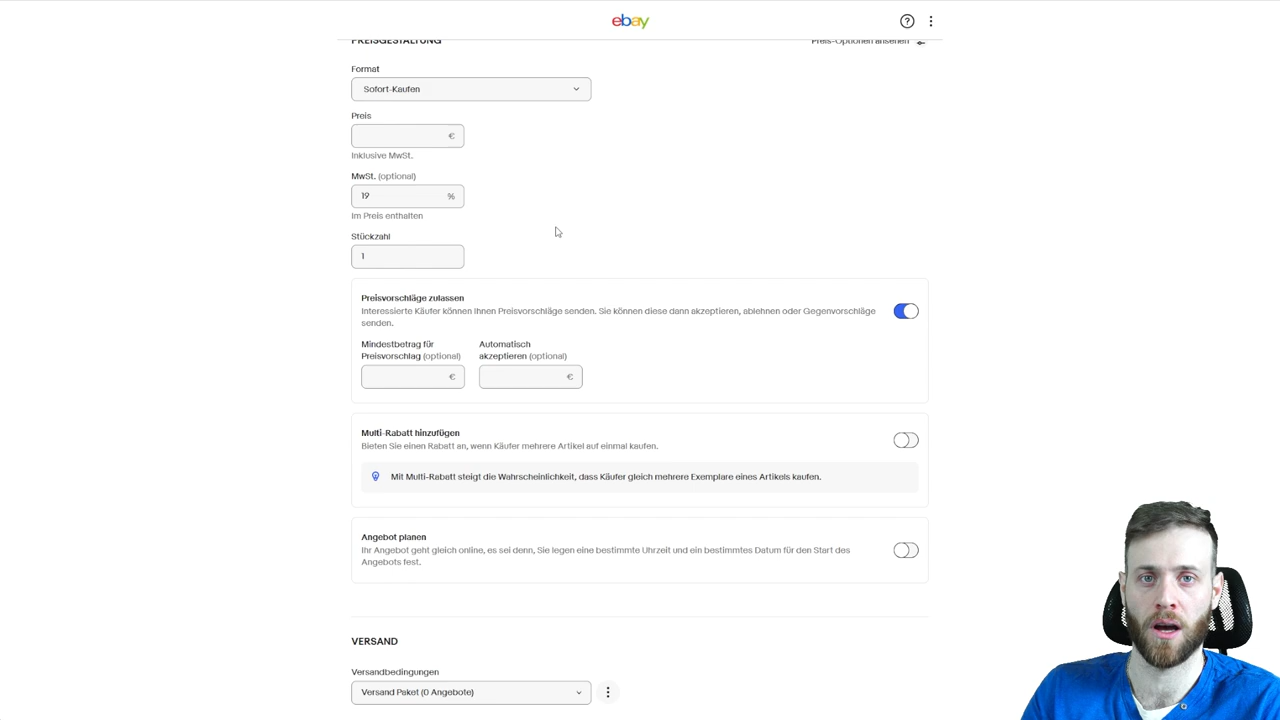 ebay
PREISGESTALTUNG
Preis-Optionen ansehen
Format
Sofort-Kaufen
Preis
€
Inklusive MwSt.
MwSt. (optional)
19 %
Im Preis enthalten
Stückzahl
1
Preisvorschläge zulassen
Interessierte Käufer können Ihnen Preisvorschläge senden. Sie können diese dann akzeptieren, ablehnen oder Gegenvorschläge
senden.
Mindestbetrag für
Preisvorschlag (optional)
Automatisch
akzeptieren (optional)
€
€
Multi-Rabatt hinzufügen
Bieten Sie einen Rabatt an, wenn Käufer mehrere Artikel auf einmal kaufen.
Mit Multi-Rabatt steigt die Wahrscheinlichkeit, dass Käufer gleich mehrere Exemplare eines Artikels kaufen.
Angebot planen
Ihr Angebot geht gleich online, es sei denn, Sie legen eine bestimmte Uhrzeit und ein bestimmtes Datum für den Start des
Angebots fest.
VERSAND
Versandbedingungen
Versand Paket (0 Angebote)